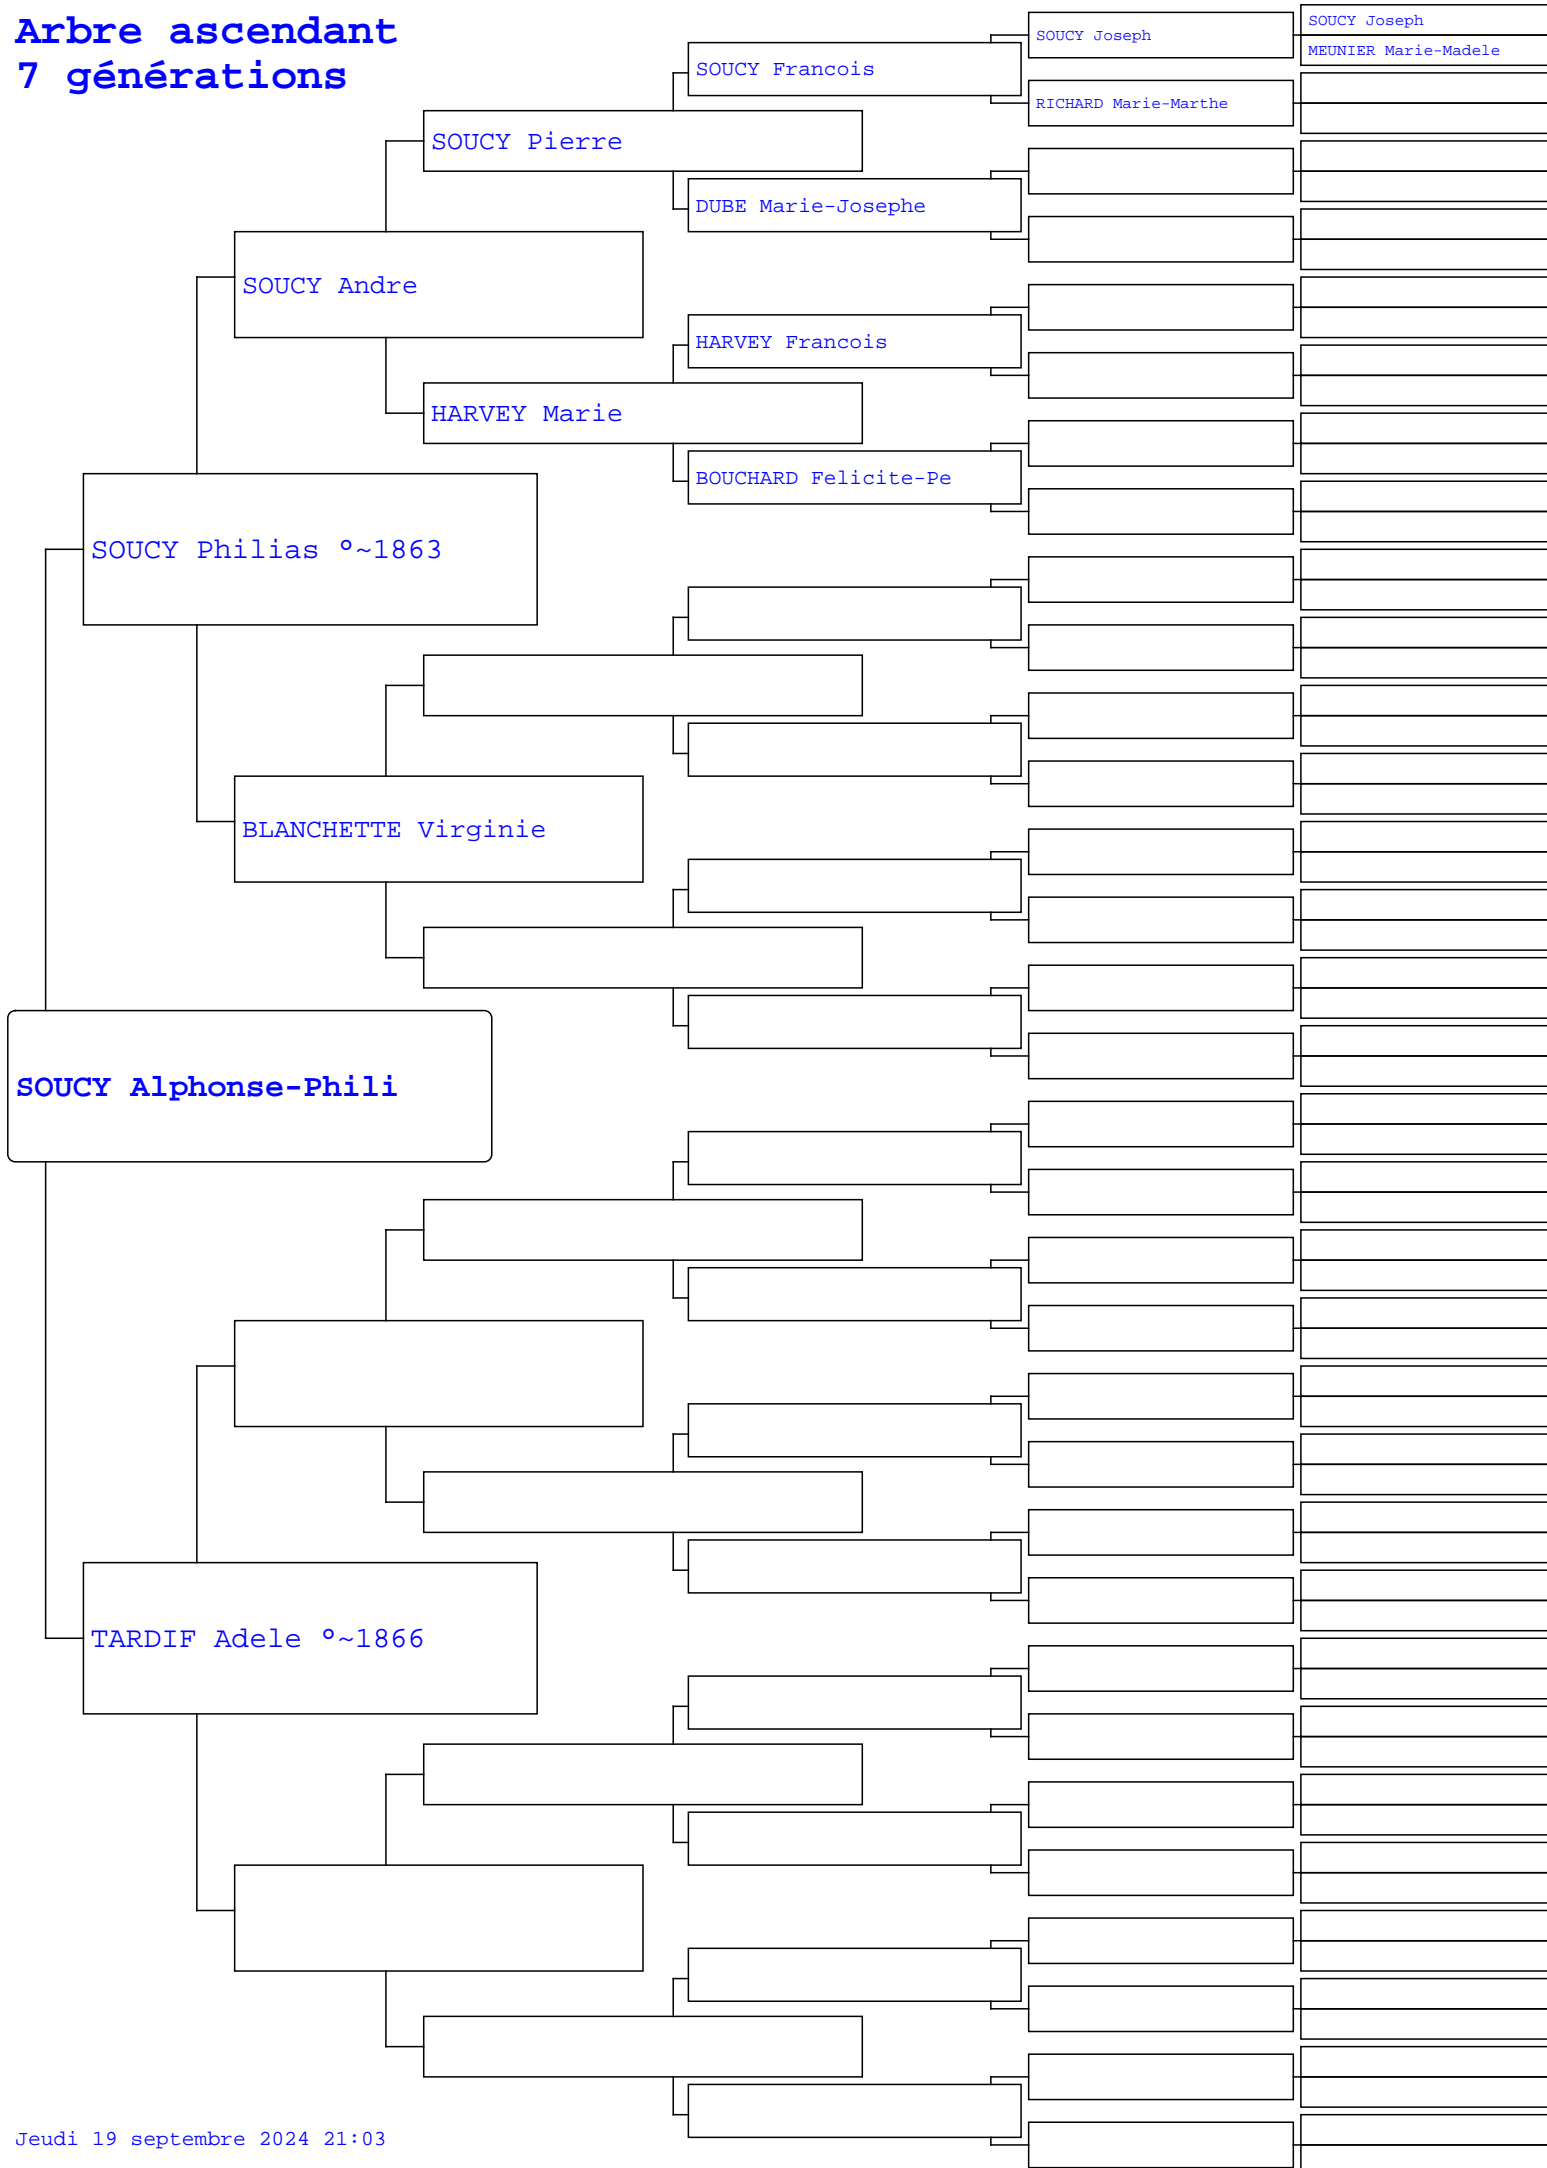 Arbre ascendant
7 générations
SOUCY Joseph
MEUNIER Marie-Madele
SOUCY Joseph
SOUCY Francois
RICHARD Marie-Marthe
SOUCY Pierre
DUBE Marie-Josephe
SOUCY Andre
HARVEY Francois
HARVEY Marie
BOUCHARD Felicite-Pe
SOUCY Philias °~1863
BLANCHETTE Virginie
SOUCY Alphonse-Phili
TARDIF Adele °~1866
Jeudi 19 septembre 2024 21:03